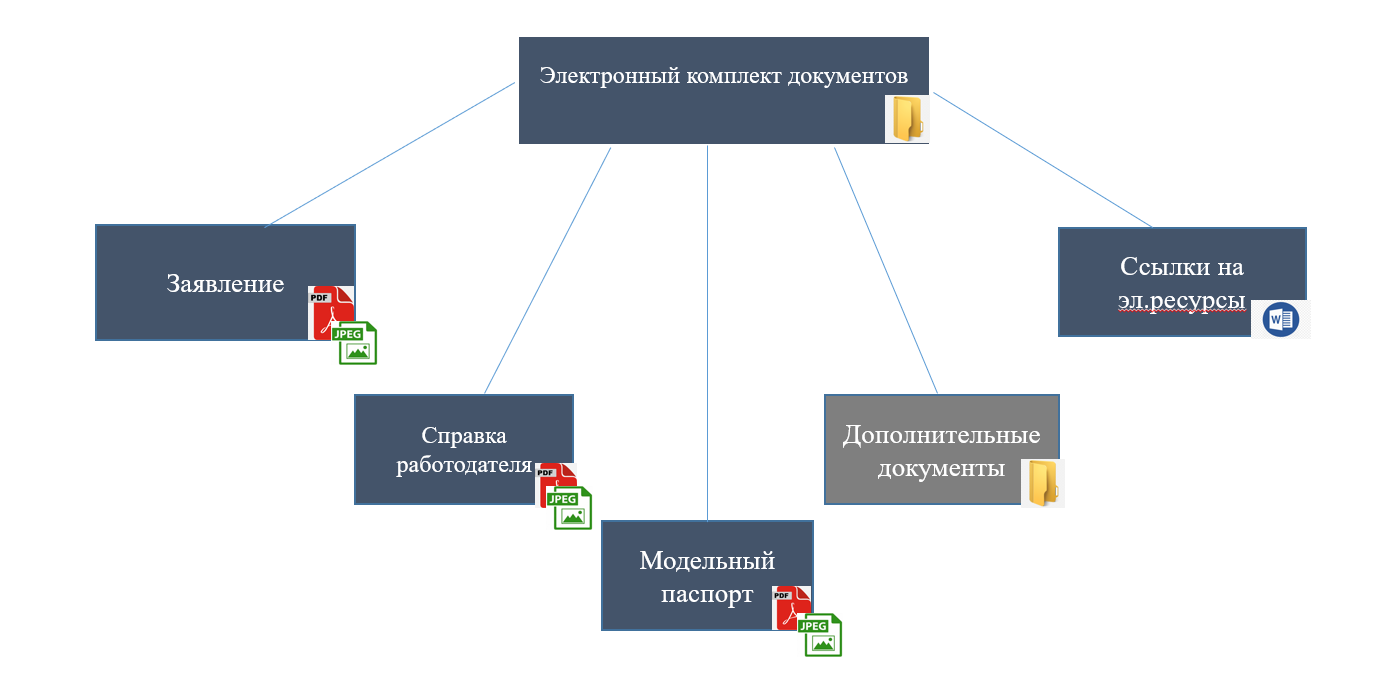 Электронный комплект документов
Заявление
PDF
JPEG
Ссылки на
эл.ресурсы
W
Справка
работодателя
PDF
JPEG
Дополнительные
документы
Модельный
паспорт
PDF
JPEG